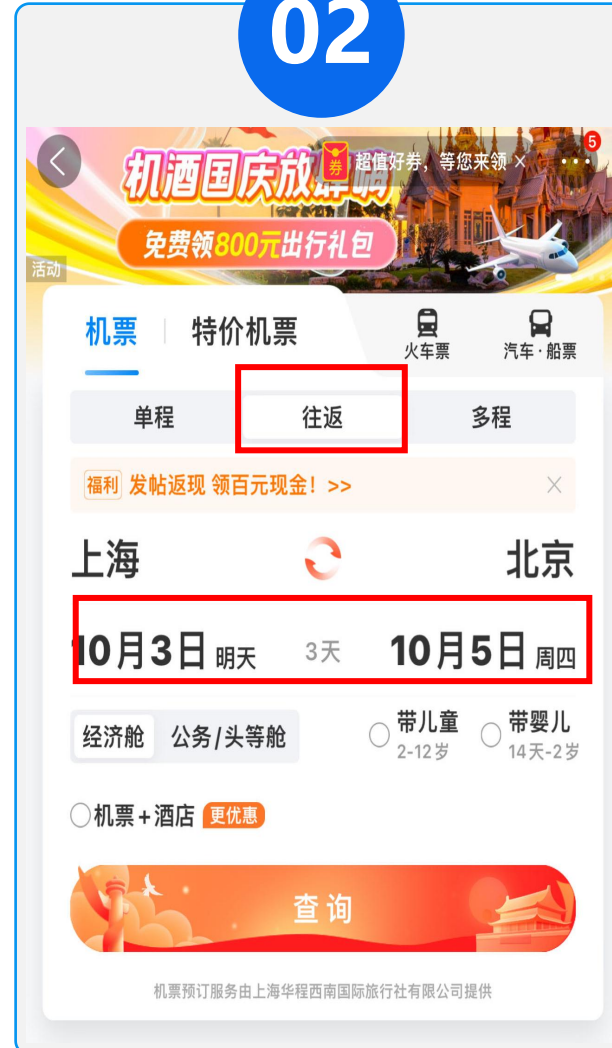 02
机酒国庆放肆嗨
券 超值好券，等您来领 ×
5
免费领800元出行礼包
活动
机票 特价机票 火车票 汽车·船票
单程 往返 多程
福利 发帖返现 领百元现金！>>
上海 北京
10月3日 明天 3天 10月5日 周四
经济舱 公务/头等舱 带儿童 带婴儿
2-12岁 14天-2岁
机票+酒店 更优惠
查询
机票预订服务由上海华程西南国际旅行社有限公司提供